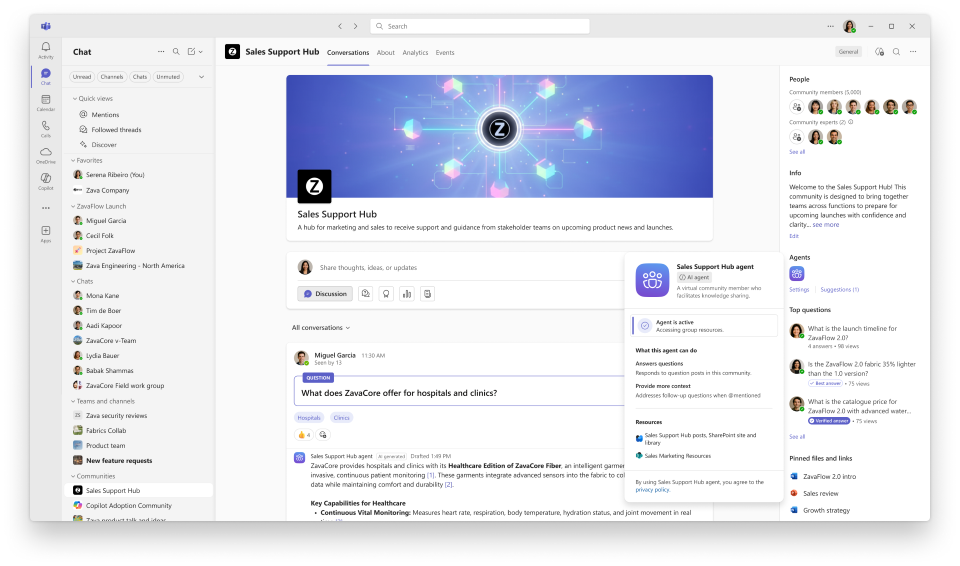 Search
Activity
Chat
Calendar
Calls
OneDrive
Copilot
Apps
Chat
Unread
Channels
Chats
Unmuted
Quick views
Mentions
Followed threads
Discover
Favorites
Serena Ribeiro (You)
Zava Company
ZavaFlow Launch
Miguel Garcia
Cecil Folk
Project ZavaFlow
Zava Engineering - North America
Chats
Mona Kane
Tim de Boer
Aadi Kapoor
ZavaCore v-Team
Lydia Bauer
Babak Shammas
ZavaCore Field work group
Teams and channels
ZS
Zava security reviews
Fabrics Collab
Product team
New feature requests
Communities
Sales Support Hub
Copilot Adoption Community
Zava product talk and ideas
Sales Support Hub
Conversations
About
Analytics
Events
General
Sales Support Hub
A hub for marketing and sales to receive support and guidance from stakeholder teams on upcoming product news and launches.
Share thoughts, ideas, or updates
Discussion
All conversations
Miguel Garcia 11:30 AM
Seen by 13
QUESTION
What does ZavaCore offer for hospitals and clinics?
Hospitals
Clinics
4
Sales Support Hub agent AI generated Drafted 1:49 PM
ZavaCore provides hospitals and clinics with its Healthcare Edition of ZavaCore Fiber, an intelligent garme
invasive, continuous patient monitoring [1]. These garments integrate advanced sensors into the fabric to col
data while maintaining comfort and durability [2].
Key Capabilities for Healthcare
• Continuous Vital Monitoring: Measures heart rate, respiration, body temperature, hydration status, and joint movement in real
Sales Support Hub agent
AI agent
A virtual community member who
facilitates knowledge sharing.
Agent is active
Accessing group resources.
What this agent can do
Answers questions
Responds to question posts in this community.
Provide more context
Addresses follow-up questions when @mentioned
Resources
Sales Support Hub posts, SharePoint site and
library
Sales Marketing Resources
By using Sales Support Hub agent, you agree to the
privacy policy.
People
Community members (5,000)
Community experts (2)
See all
Info
Welcome to the Sales Support Hub! This
community is designed to bring together
teams across functions to prepare for
upcoming launches with confidence and
clarity... see more
Edit
Agents
Settings
Suggestions (1)
Top questions
What is the launch timeline for
ZavaFlow 2.0?
4 answers • 98 views
Is the ZavaFlow 2.0 fabric 35% lighter
than the 1.0 version?
Best answer • 75 views
What is the catalogue price for
ZavaFlow 2.0 with advanced water...
Verified answer • 75 views
See all
Pinned files and links
ZavaFlow 2.0 intro
Sales review
Growth strategy